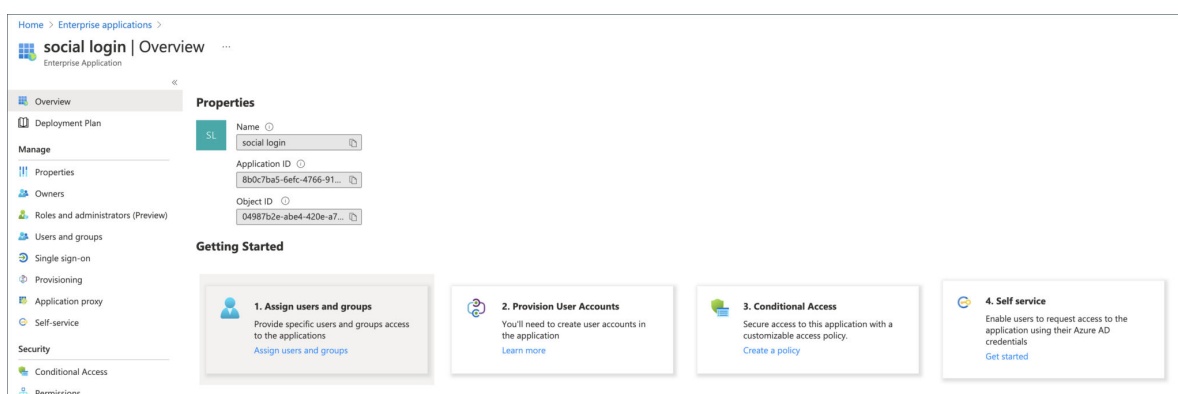 Home > Enterprise applications >
social login | Overview ...
Enterprise Application
«
Overview
Deployment Plan
Manage
Properties
Owners
Roles and administrators (Preview)
Users and groups
Single sign-on
Provisioning
Application proxy
Self-service
Security
Conditional Access
Permissions
Properties
SL
Name
social login
Application ID
8b0c7ba5-6efc-4766-91...
Object ID
04987b2e-abe4-420e-a7...
Getting Started
1. Assign users and groups
Provide specific users and groups access
to the applications
Assign users and groups
2. Provision User Accounts
You'll need to create user accounts in
the application
Learn more
3. Conditional Access
Secure access to this application with a
customizable access policy.
Create a policy
4. Self service
Enable users to request access to the
application using their Azure AD
credentials
Get started